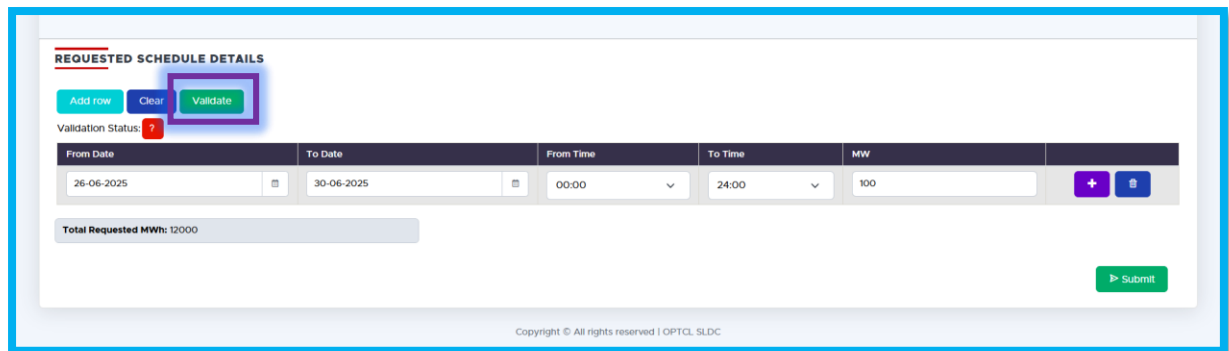 REQUESTED SCHEDULE DETAILS
Add row Clear Validate
Validation Status: ?
From Date To Date From Time To Time MW
26-06-2025 30-06-2025 00:00 24:00 100
Total Requested MWh: 12000
Submit
Copyright © All rights reserved | OPTCL SLDC